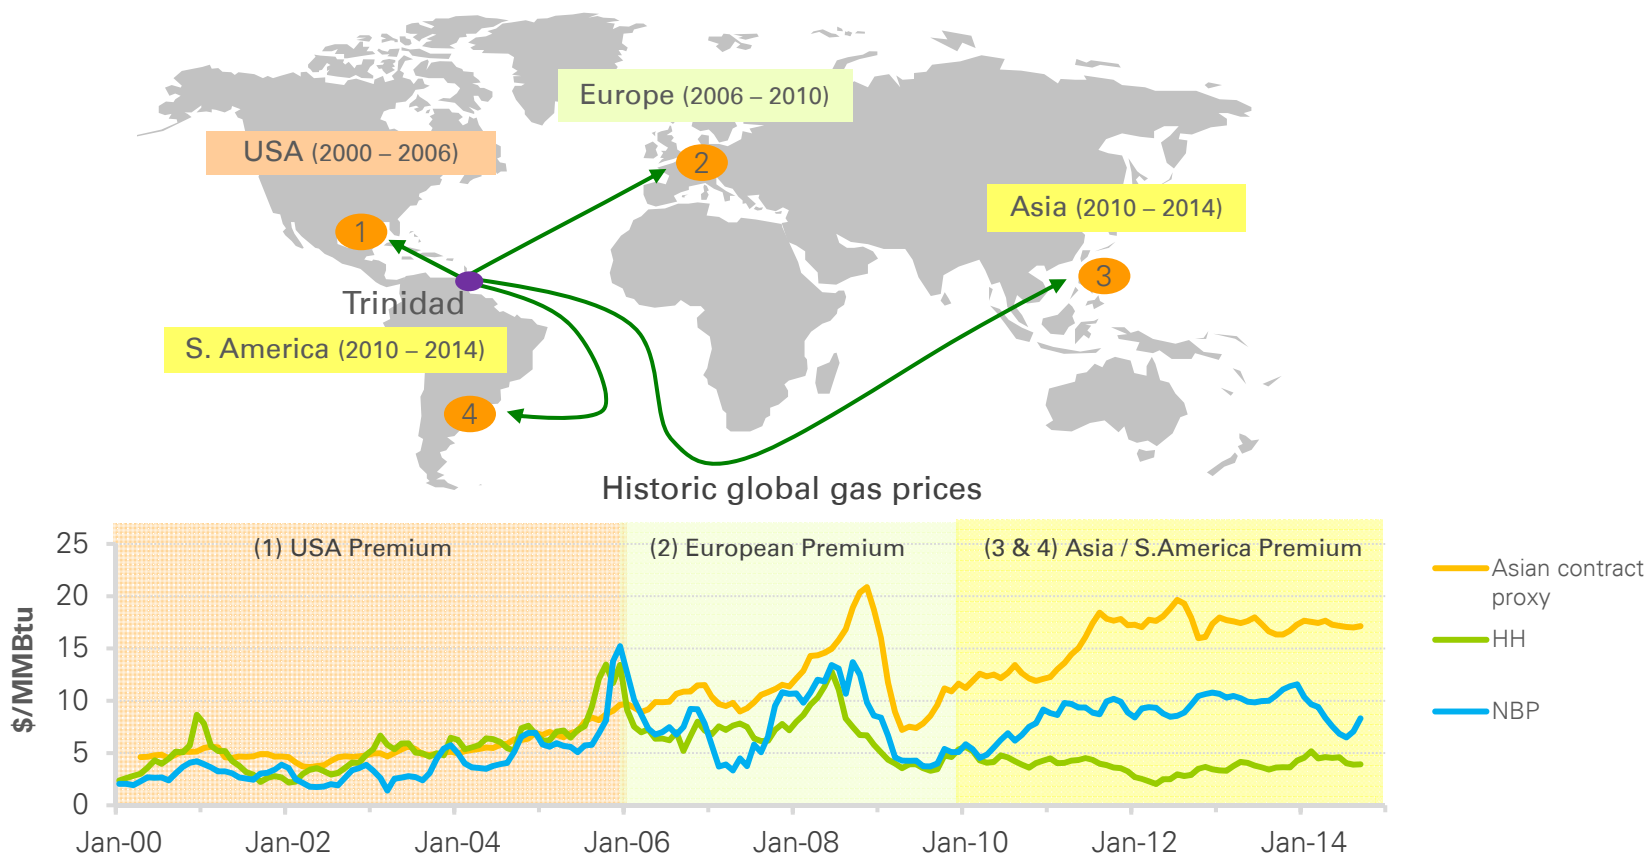 Europe (2006 – 2010)
USA (2000 – 2006)
2
Asia (2010 – 2014)
1
3
Trinidad
S. America (2010 – 2014)
4
Historic global gas prices
(1) USA Premium
(2) European Premium
(3 & 4) Asia / S.America Premium
$/MMBtu
25
20
15
10
5
0
Jan-00
Jan-02
Jan-04
Jan-06
Jan-08
Jan-10
Jan-12
Jan-14
Asian contract
proxy
HH
NBP